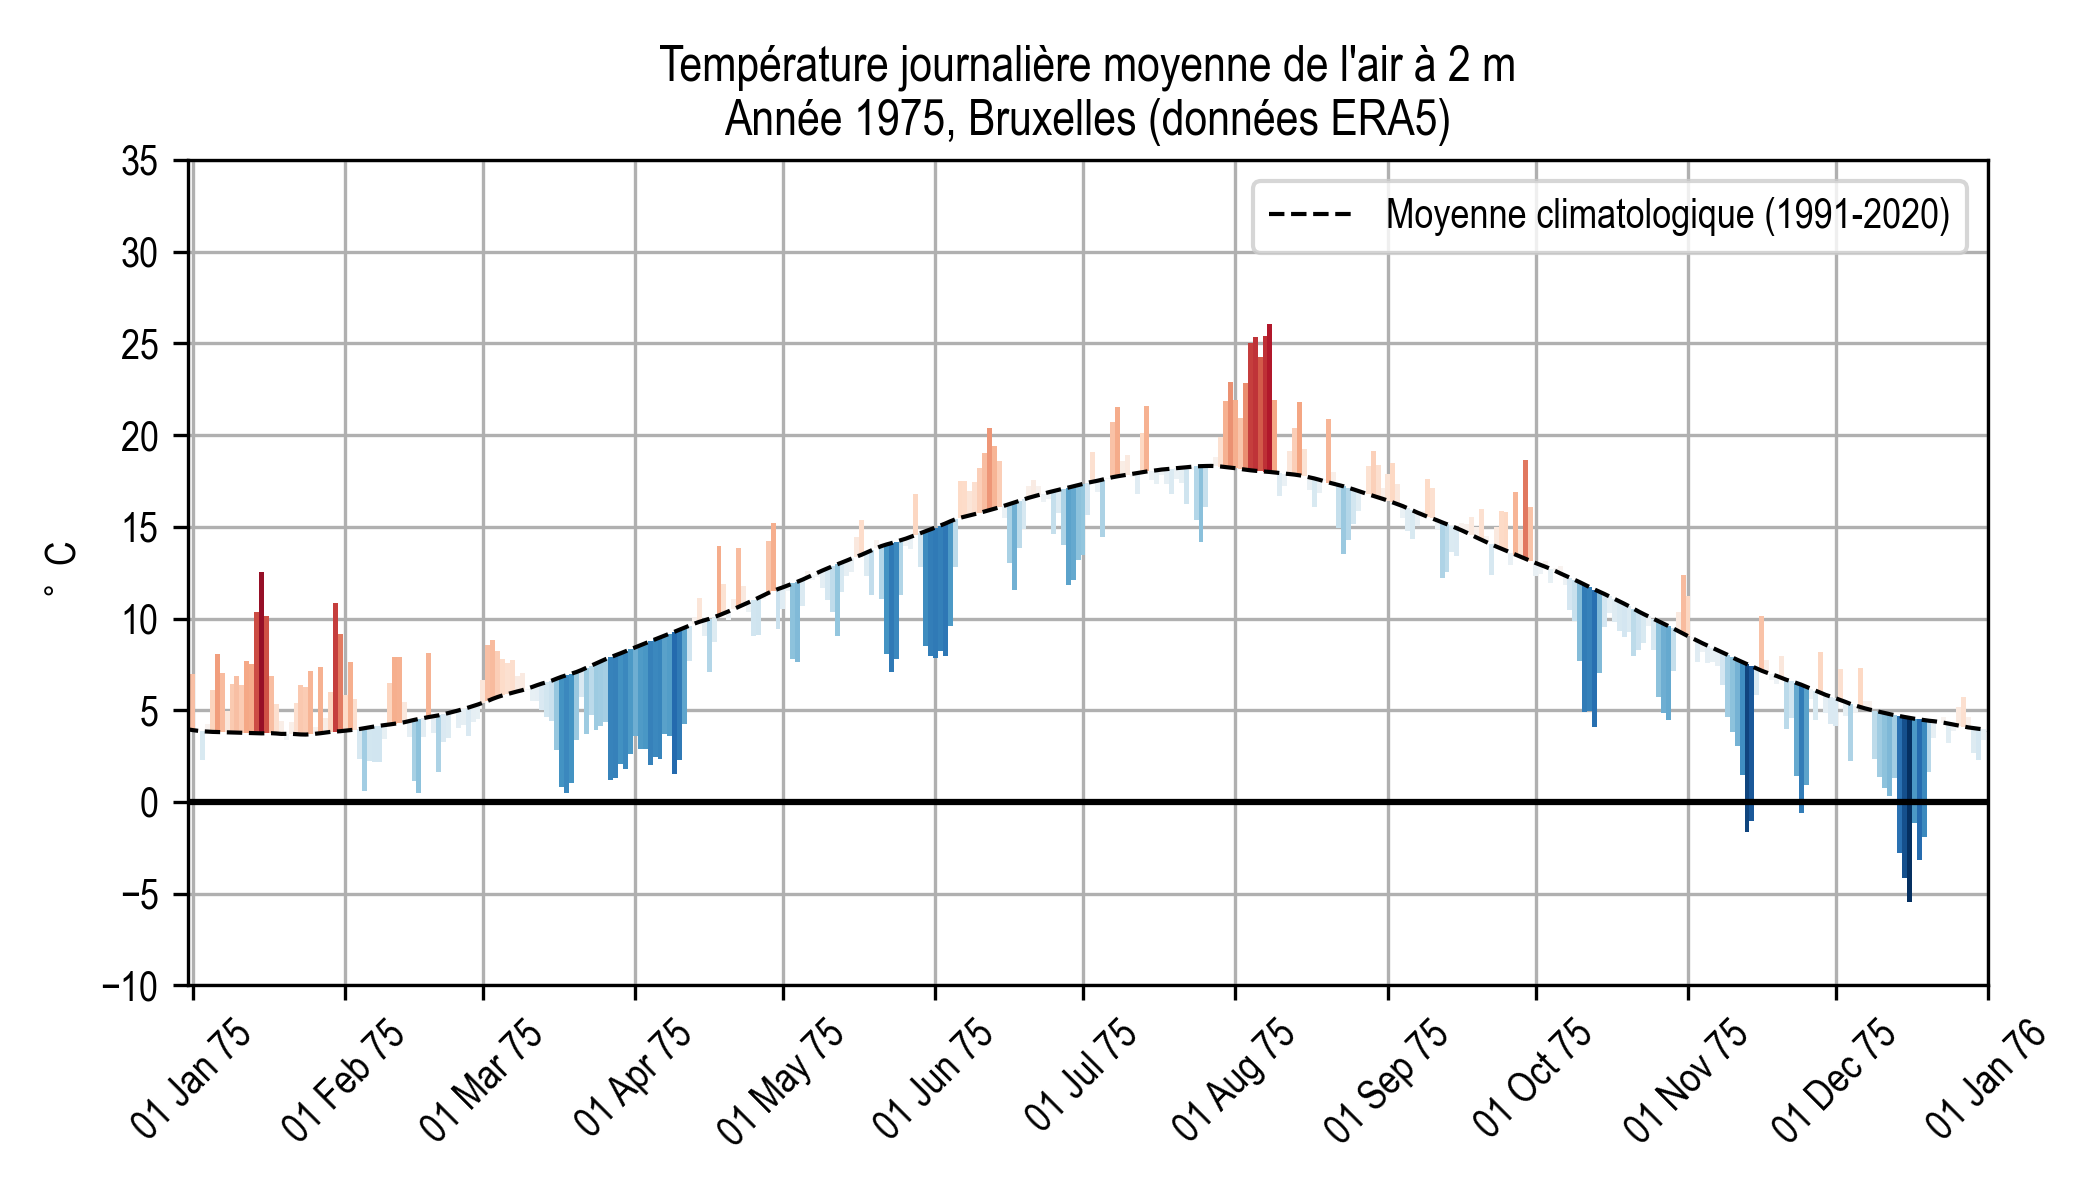 Température journalière moyenne de l'air à 2 m
Année 1975, Bruxelles (données ERA5)
Moyenne climatologique (1991-2020)
° C
35
30
25
20
15
10
5
0
−5
−10
01 Jan 75
01 Feb 75
01 Mar 75
01 Apr 75
01 May 75
01 Jun 75
01 Jul 75
01 Aug 75
01 Sep 75
01 Oct 75
01 Nov 75
01 Dec 75
01 Jan 76